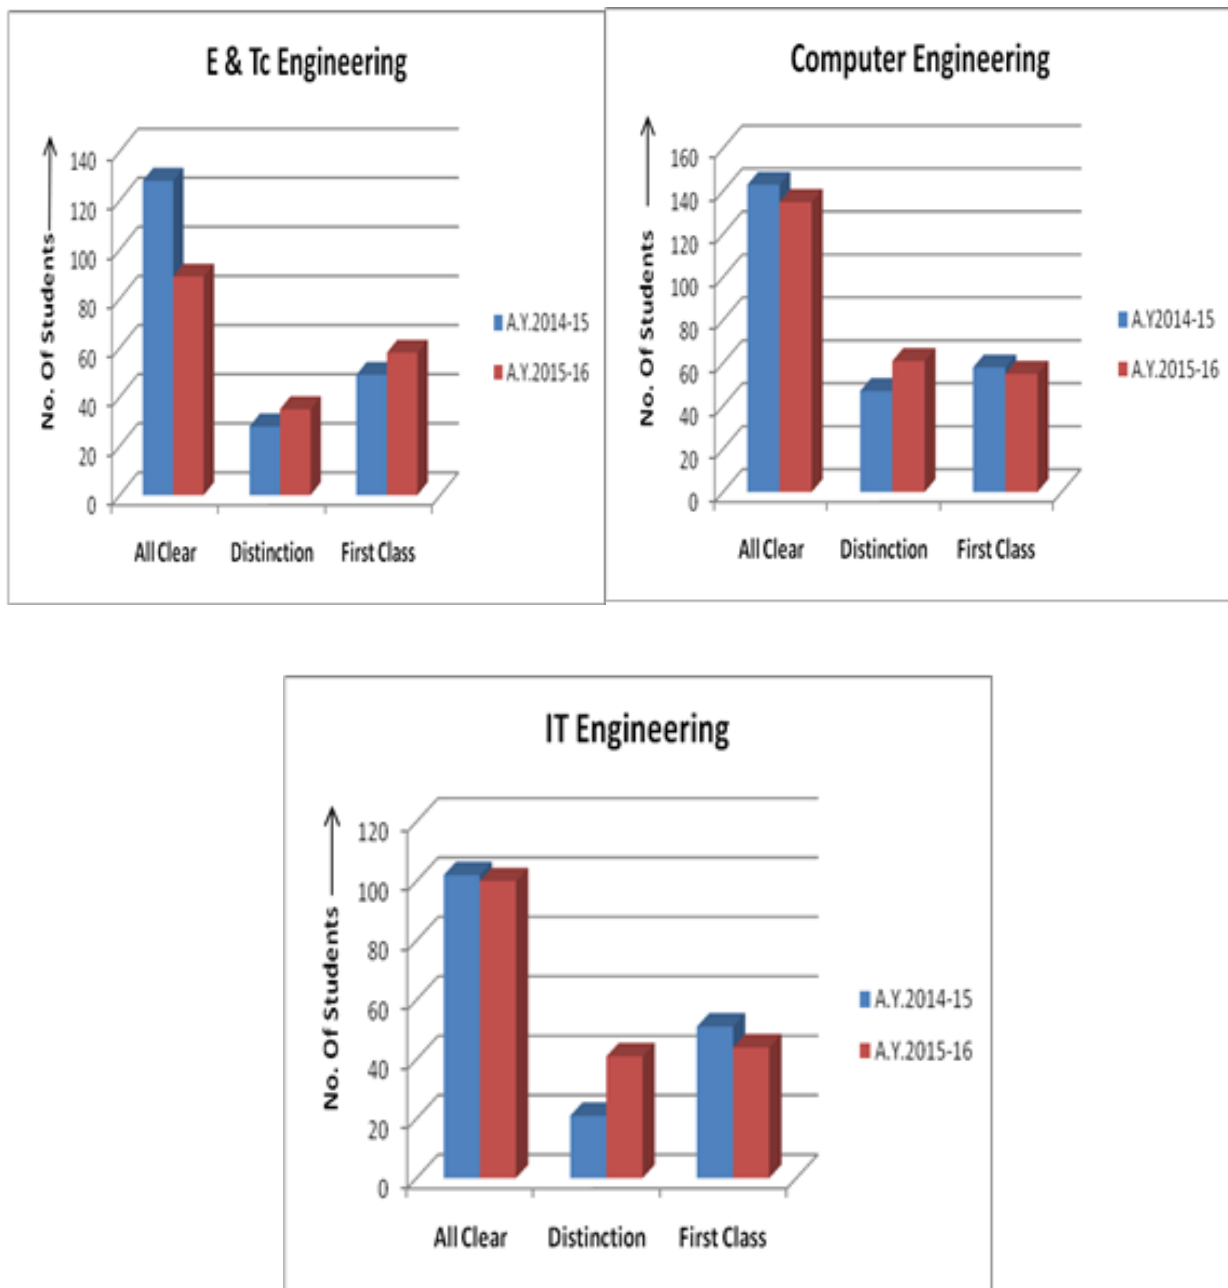 E & Tc Engineering
No. Of Students
140
120
100
80
60
40
20
0
All Clear Distinction First Class
A.Y.2014-15
A.Y.2015-16
Computer Engineering
No. Of Students
160
140
120
100
80
60
40
20
0
All Clear Distinction First Class
A.Y2014-15
A.Y.2015-16
IT Engineering
No. Of Students
120
100
80
60
40
20
0
All Clear Distinction First Class
A.Y.2014-15
A.Y.2015-16